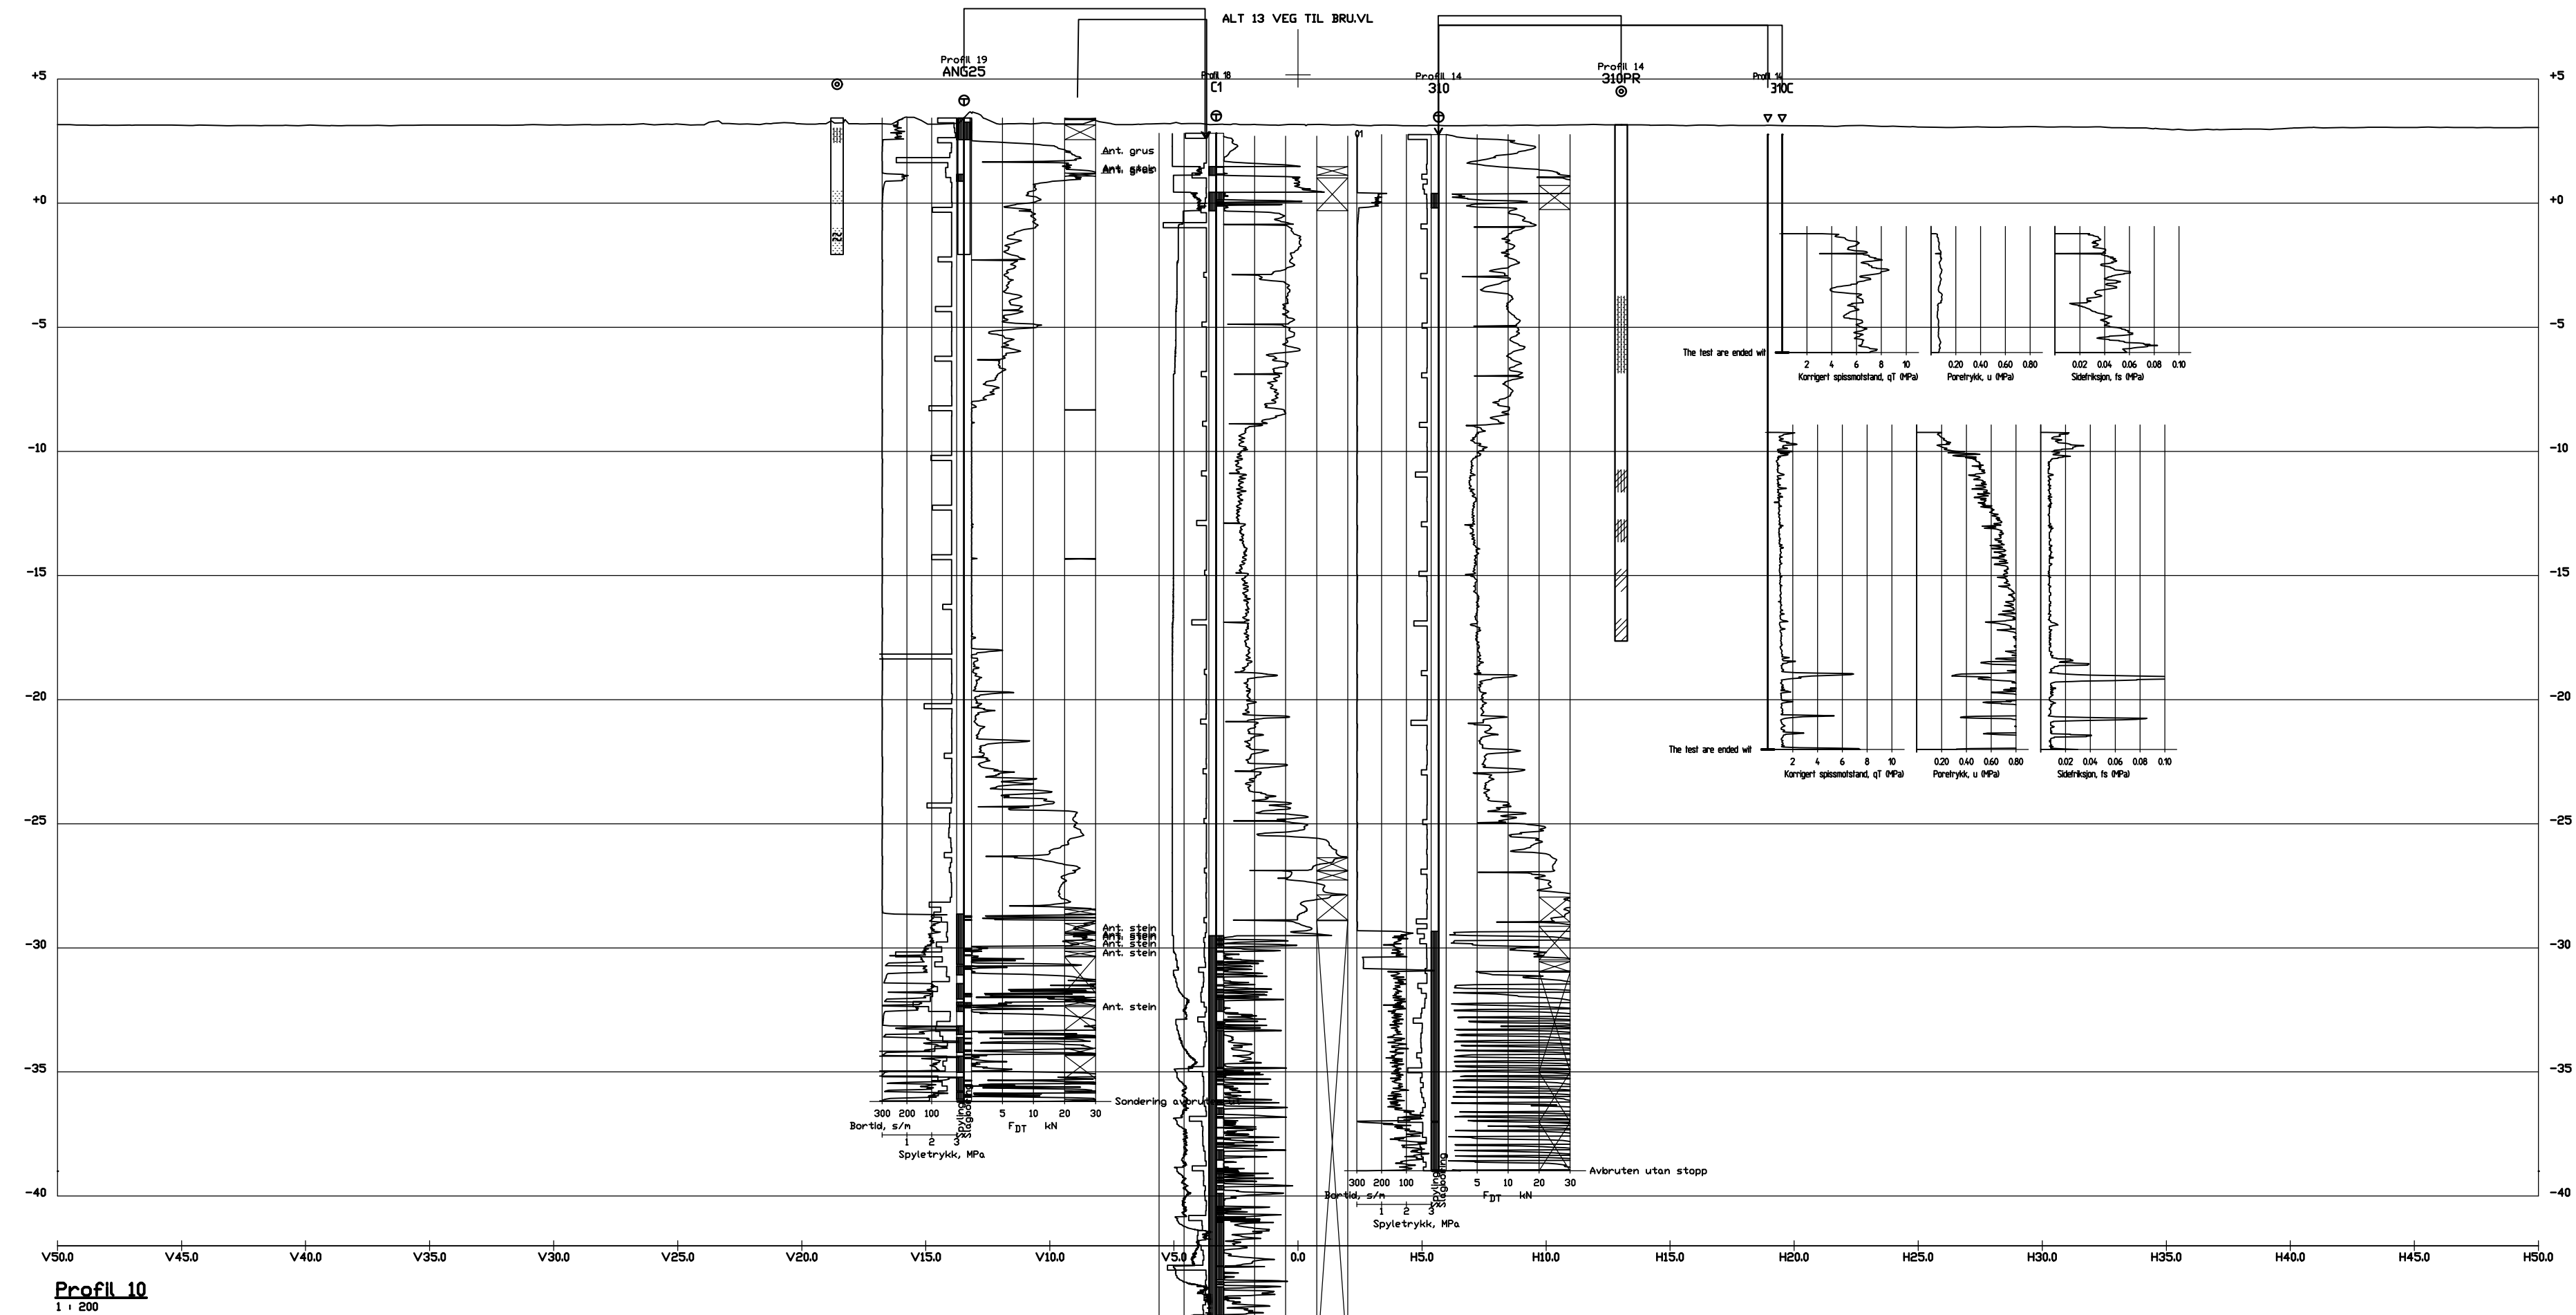 ALT 13 VEG TIL BRU.VL
Profil 19
ANG25
Profil 18
C1
Profil 14
310
Profil 14
310PR
Profil 14
310C
+5
+5
01
Ant. grus
Ant. stein
+0
+0
-5
-5
The test are ended wit
2 4 6 8 10
0.20 0.40 0.60 0.80
0.02 0.04 0.06 0.08 0.10
Korrigert spissmotstand, qT (MPa)
Poretrykk, u (MPa)
Sidefriksjon, fs (MPa)
-10
-10
-15
-15
-20
-20
The test are ended wit
2 4 6 8 10
0.20 0.40 0.60 0.80
0.02 0.04 0.06 0.08 0.10
Korrigert spissmotstand, qT (MPa)
Poretrykk, u (MPa)
Sidefriksjon, fs (MPa)
-25
-25
Ant. stein
Ant. stein
Ant. stein
Ant. stein
-30
-30
Ant. stein
-35
-35
Sondering avbruten
300 200 100
Spyling
Slagboring
5 10 20 30
Bortid, s/m
FDT kN
1 2 3
Spyletrykk, MPa
Avbruten utan stopp
300 200 100
Spyling
Slagboring
5 10 20 30
Bortid, s/m
FDT kN
1 2 3
Spyletrykk, MPa
-40
-40
V50.0 V45.0 V40.0 V35.0 V30.0 V25.0 V20.0 V15.0 V10.0 V5.0 0.0 H5.0 H10.0 H15.0 H20.0 H25.0 H30.0 H35.0 H40.0 H45.0 H50.0
Profil 10
1 : 200